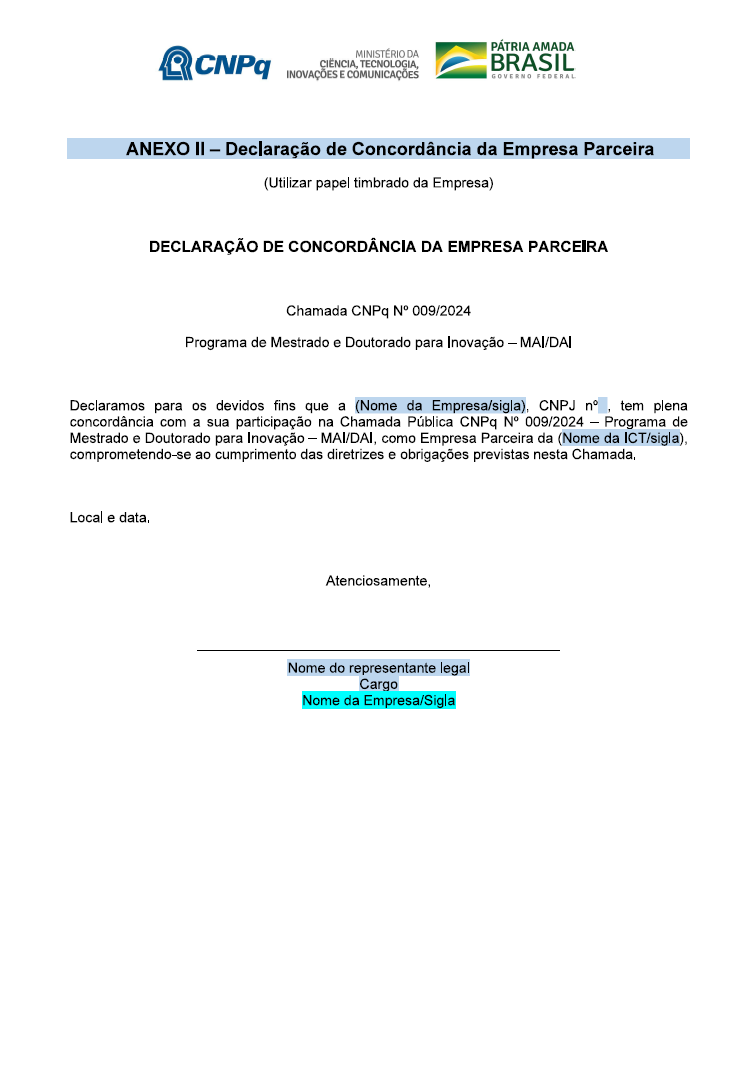 CNPq
MINISTÉRIO DA
CIÊNCIA, TECNOLOGIA,
INOVAÇÕES E COMUNICAÇÕES
PÁTRIA AMADA
BRASIL
GOVERNO FEDERAL
ANEXO II – Declaração de Concordância da Empresa Parceira
(Utilizar papel timbrado da Empresa)
DECLARAÇÃO DE CONCORDÂNCIA DA EMPRESA PARCEIRA
Chamada CNPq Nº 009/2024
Programa de Mestrado e Doutorado para Inovação – MAI/DAI
Declaramos para os devidos fins que a (Nome da Empresa/sigla), CNPJ nº , tem plena
concordância com a sua participação na Chamada Pública CNPq Nº 009/2024 – Programa de
Mestrado e Doutorado para Inovação – MAI/DAI, como Empresa Parceira da (Nome da ICT/sigla),
comprometendo-se ao cumprimento das diretrizes e obrigações previstas nesta Chamada.
Local e data.
Atenciosamente,
Nome do representante legal
Cargo
Nome da Empresa/Sigla